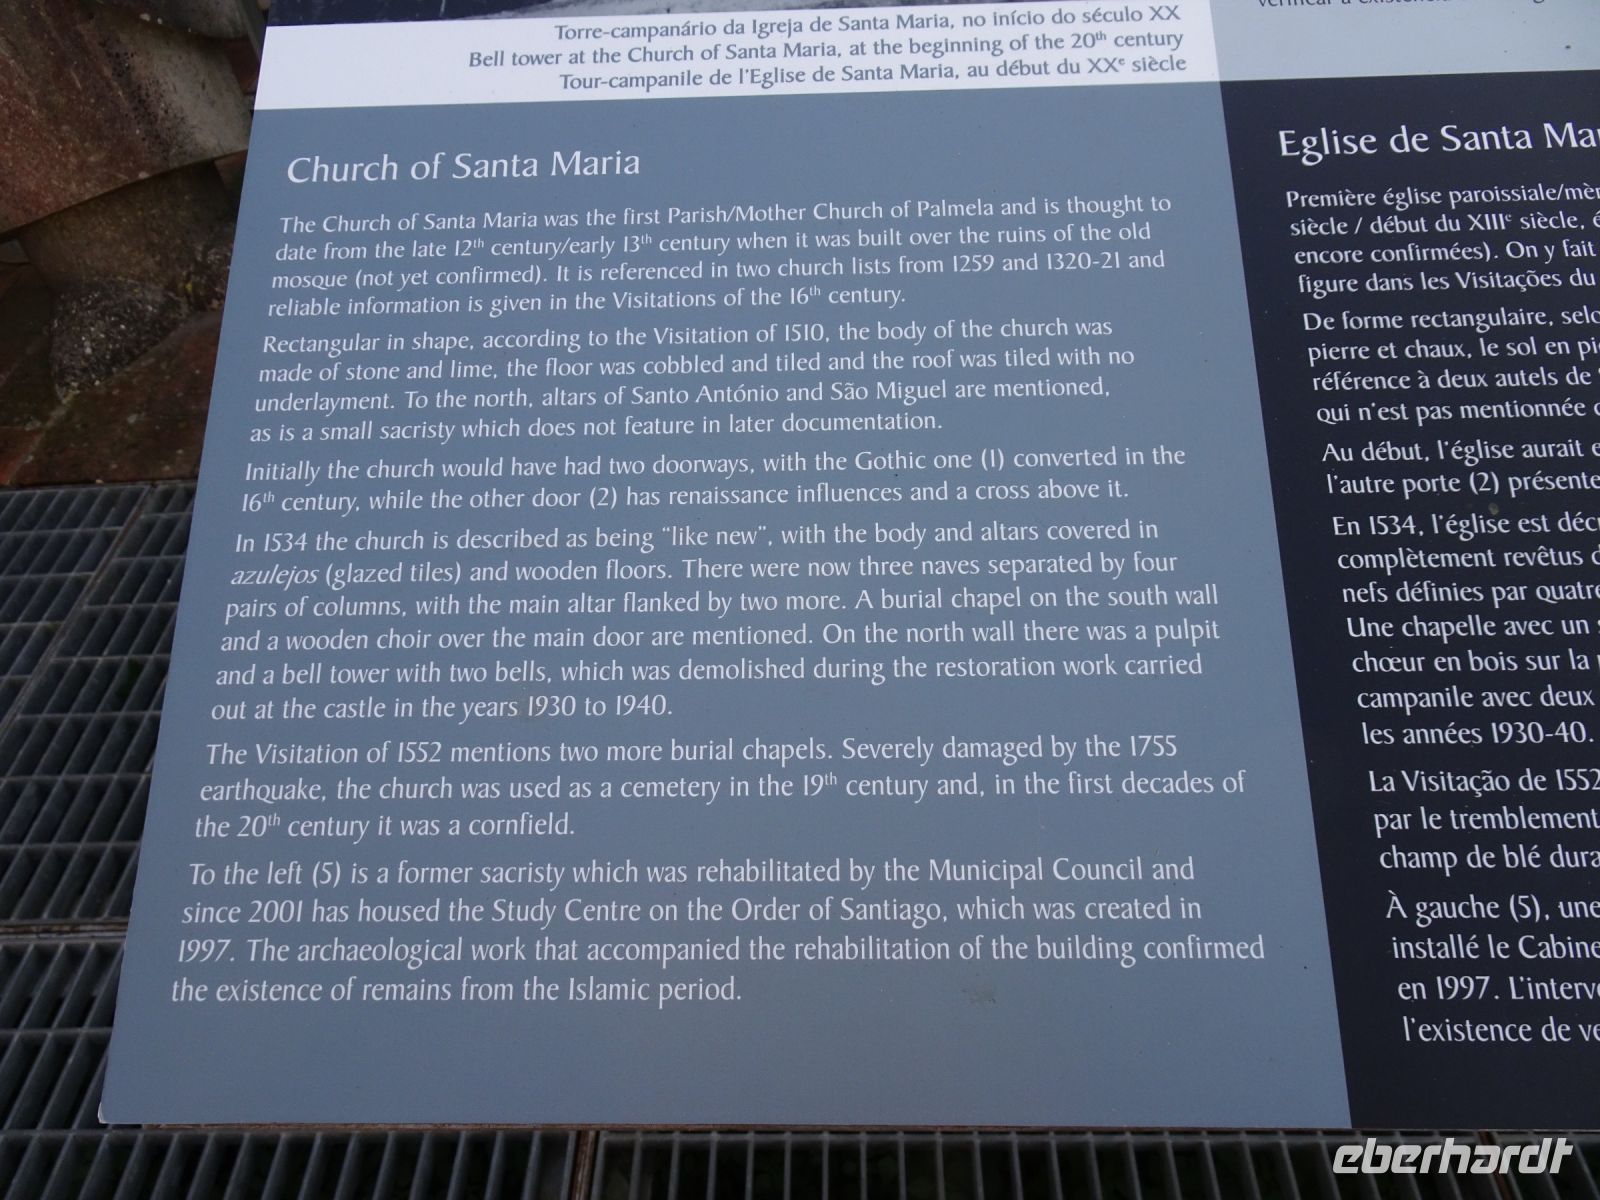 Torre-campanário da Igreja de Santa Maria, no início do século XX
Bell tower at the Church of Santa Maria, at the beginning of the 20th century
Tour-campanile de l'Eglise de Santa Maria, au début du XXe siècle
Church of Santa Maria
The Church of Santa Maria was the first Parish/Mother Church of Palmela and is thought to
date from the late 12th century/early 13th century when it was built over the ruins of the old
mosque (not yet confirmed). It is referenced in two church lists from 1259 and 1320-21 and
reliable information is given in the Visitations of the 16th century.
Rectangular in shape, according to the Visitation of 1510, the body of the church was
made of stone and lime, the floor was cobbled and tiled and the roof was tiled with no
underlayment. To the north, altars of Santo António and São Miguel are mentioned,
as is a small sacristy which does not feature in later documentation.
Initially the church would have had two doorways, with the Gothic one (1) converted in the
16th century, while the other door (2) has renaissance influences and a cross above it.
In 1534 the church is described as being “like new”, with the body and altars covered in
azulejos (glazed tiles) and wooden floors. There were now three naves separated by four
pairs of columns, with the main altar flanked by two more. A burial chapel on the south wall
and a wooden choir over the main door are mentioned. On the north wall there was a pulpit
and a bell tower with two bells, which was demolished during the restoration work carried
out at the castle in the years 1930 to 1940.
The Visitation of 1552 mentions two more burial chapels. Severely damaged by the 1755
earthquake, the church was used as a cemetery in the 19th century and, in the first decades of
the 20th century it was a cornfield.
To the left (5) is a former sacristy which was rehabilitated by the Municipal Council and
since 2001 has housed the Study Centre on the Order of Santiago, which was created in
1997. The archaeological work that accompanied the rehabilitation of the building confirmed
the existence of remains from the Islamic period.
Eglise de Santa Ma
Première église paroissiale/mèr
siècle / début du XIIIe siècle, é
encore confirmées). On y fait
figure dans les Visitações du
De forme rectangulaire, selo
pierre et chaux, le sol en pi
référence à deux autels de
qui n'est pas mentionnée
Au début, l'église aurait e
l'autre porte (2) présente
En 1534, l'église est décr
complètement revêtus d
nefs définies par quatre
Une chapelle avec un
chœur en bois sur la
campanile avec deux
les années 1930-40.
La Visitação de 1552
par le tremblement
champ de blé dura
À gauche (5), une
installé le Cabine
en 1997. L'interve
l'existence de ve
eberhardt